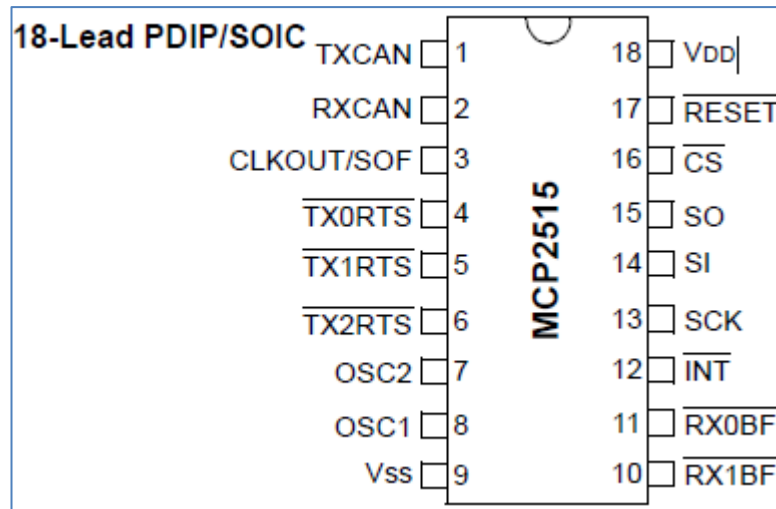 18-Lead PDIP/SOIC
TXCAN 1 18 VDD
RXCAN 2 17 RESET
CLKOUT/SOF 3 16 CS
TX0RTS 4 15 SO
TX1RTS 5 14 SI
TX2RTS 6 13 SCK
OSC2 7 12 INT
OSC1 8 11 RX0BF
Vss 9 10 RX1BF
MCP2515